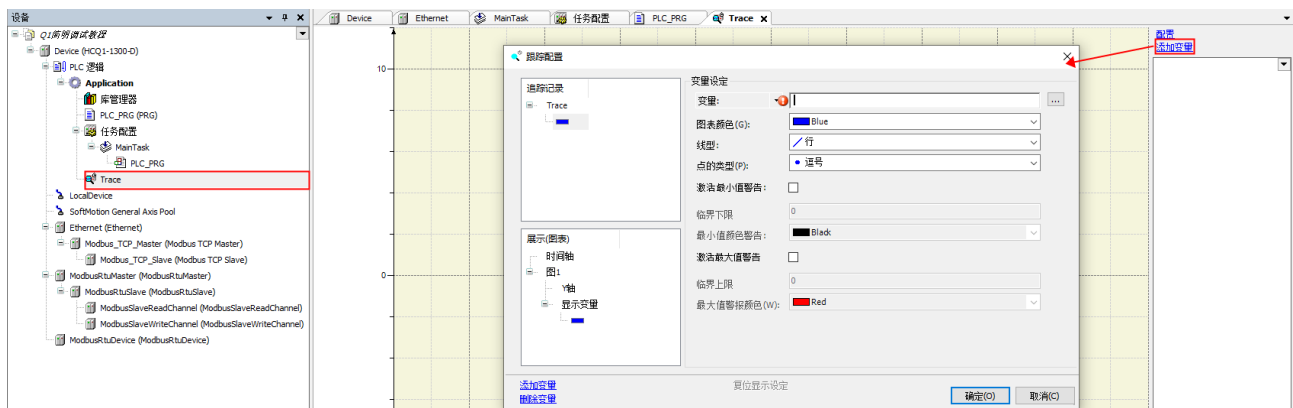 设备
Q1简明调试教程
Device (HCQ1-1300-D)
PLC 逻辑
Application
库管理器
PLC_PRG (PRG)
任务配置
MainTask
PLC_PRG
Trace
LocalDevice
SoftMotion General Axis Pool
Ethernet (Ethernet)
Modbus_TCP_Master (Modbus TCP Master)
Modbus_TCP_Slave (Modbus TCP Slave)
ModbusRtuMaster (ModbusRtuMaster)
ModbusRtuSlave (ModbusRtuSlave)
ModbusSlaveReadChannel (ModbusSlaveReadChannel)
ModbusSlaveWriteChannel (ModbusSlaveWriteChannel)
ModbusRtuDevice (ModbusRtuDevice)
Device Ethernet MainTask 任务配置 PLC_PRG Trace
10
0
跟踪配置
追踪记录
Trace
展示(图表)
时间轴
图1
Y轴
显示变量
添加变量
删除变量
变量设定
变量:
...
图表颜色(G): Blue
线型: 行
点的类型(P): 逗号
激活最小值警告:
临界下限 0
最小值颜色警告: Black
激活最大值警告
临界上限 0
最大值警报颜色(W): Red
复位显示设定
确定(O) 取消(C)
配置
添加变量